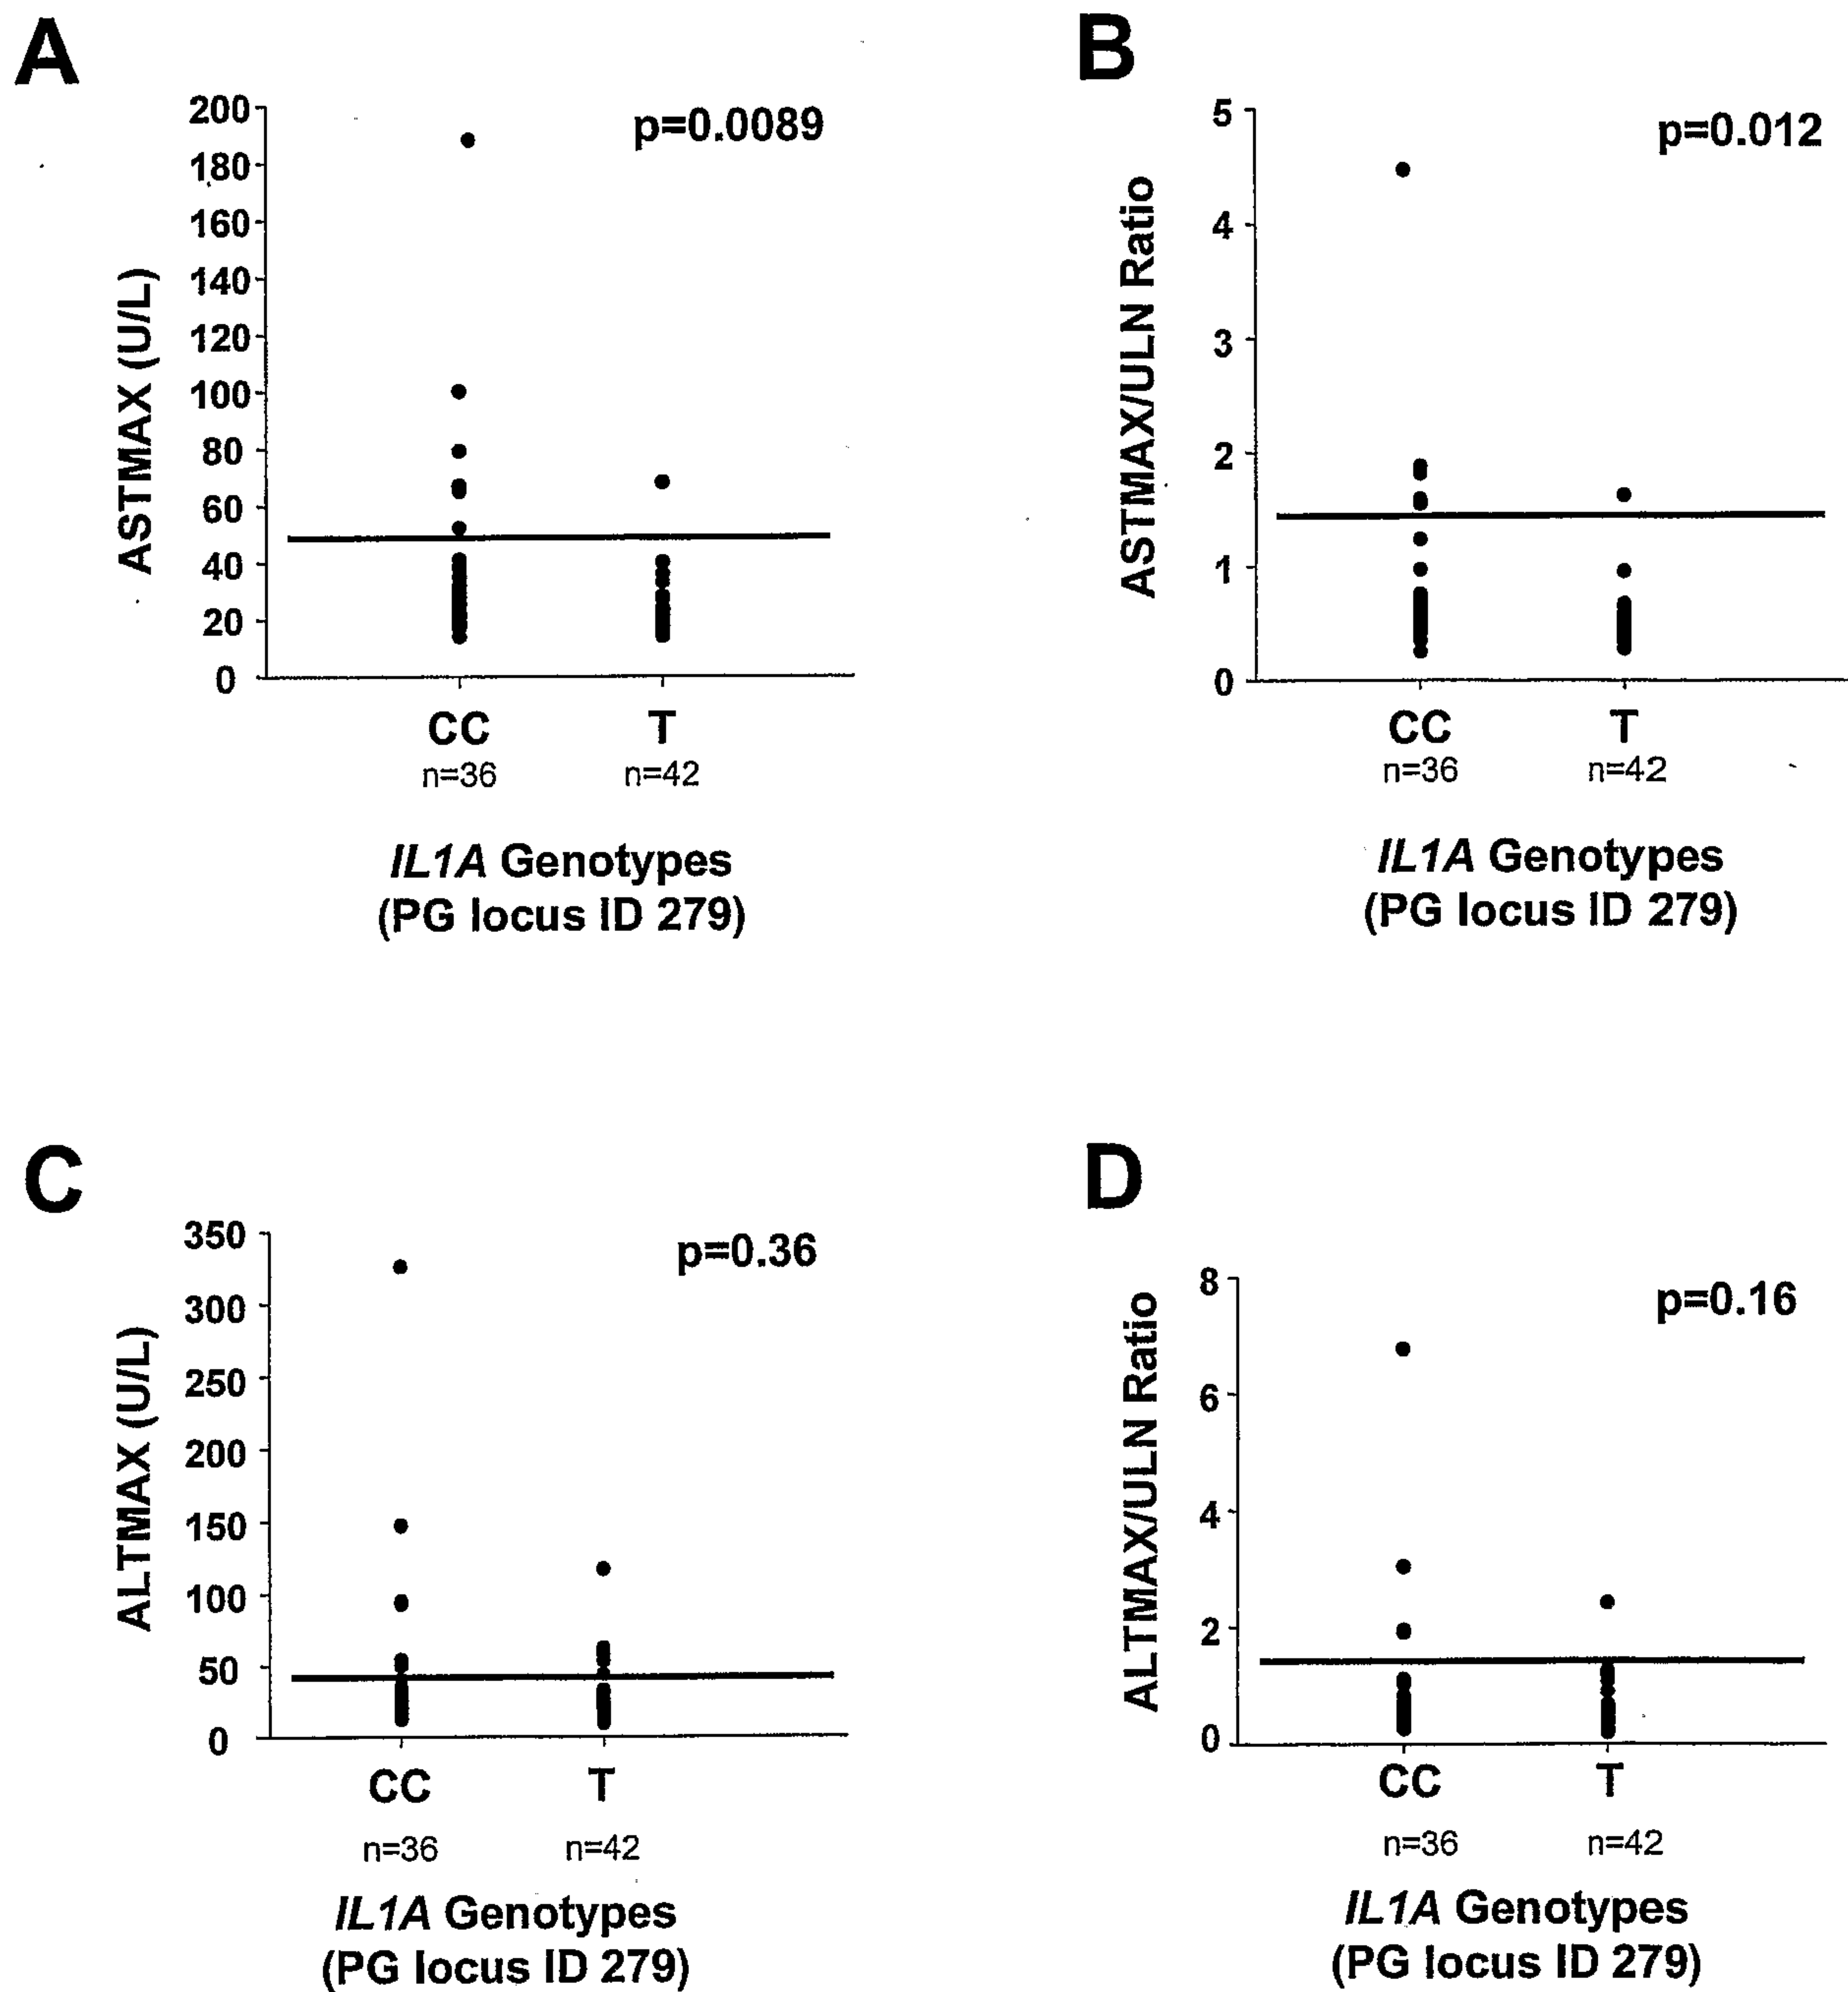 A
p=0.0089
ASTMAX (U/L)
200
180
160
140
120
100
80
60
40
20
0
CC
T
n=36
n=42
IL1A Genotypes
(PG locus ID 279)
B
p=0.012
ASTMAX/ULN Ratio
5
4
3
2
1
0
CC
T
n=36
n=42
IL1A Genotypes
(PG locus ID 279)
C
p=0.36
ALTMAX (U/L)
350
300
250
200
150
100
50
0
CC
T
n=36
n=42
IL1A Genotypes
(PG locus ID 279)
D
p=0.16
ALTMAX/ULN Ratio
8
6
4
2
0
CC
T
n=36
n=42
IL1A Genotypes
(PG locus ID 279)